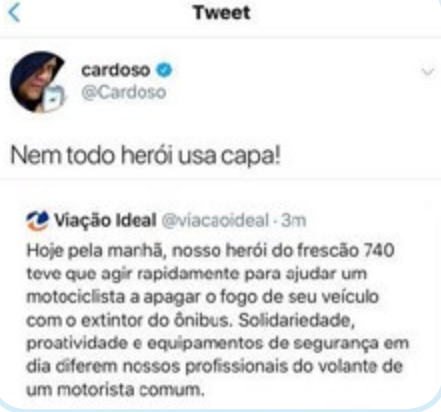 Tweet
cardoso
@Cardoso
Nem todo herói usa capa!
Viação Ideal @viacaoideal · 3m
Hoje pela manhã, nosso herói do frescão 740
teve que agir rapidamente para ajudar um
motociclista a apagar o fogo de seu veículo
com o extintor do ônibus. Solidariedade,
proatividade e equipamentos de segurança em
dia diferem nossos profissionais do volante de
um motorista comum.